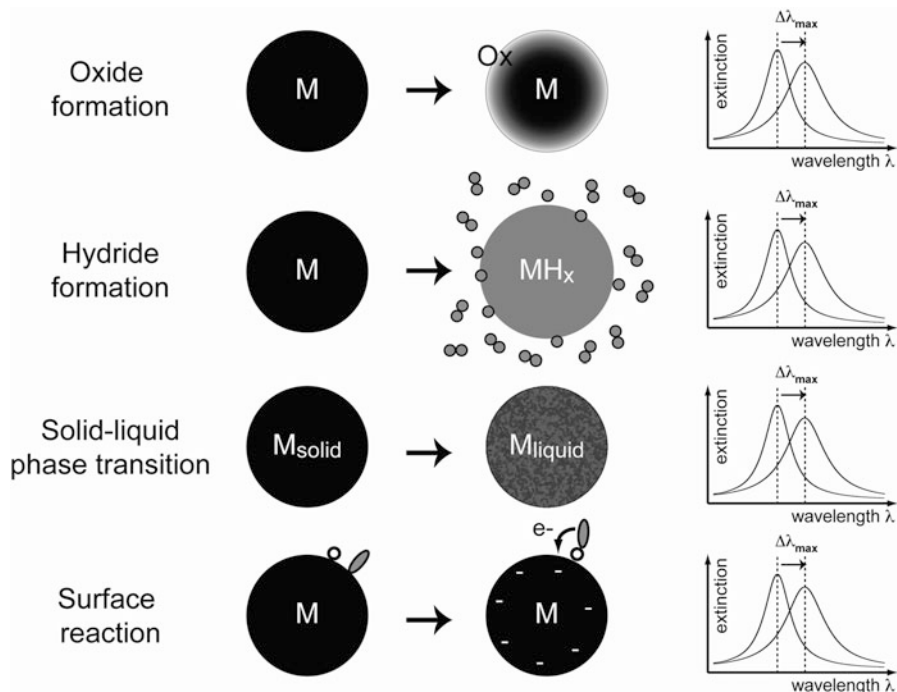 Oxide
formation
M
Ox
M
extinction
Δλmax
wavelength λ
Hydride
formation
M
MHx
extinction
Δλmax
wavelength λ
Solid-liquid
phase transition
Msolid
Mliquid
extinction
Δλmax
wavelength λ
Surface
reaction
M
e-
M
extinction
Δλmax
wavelength λ